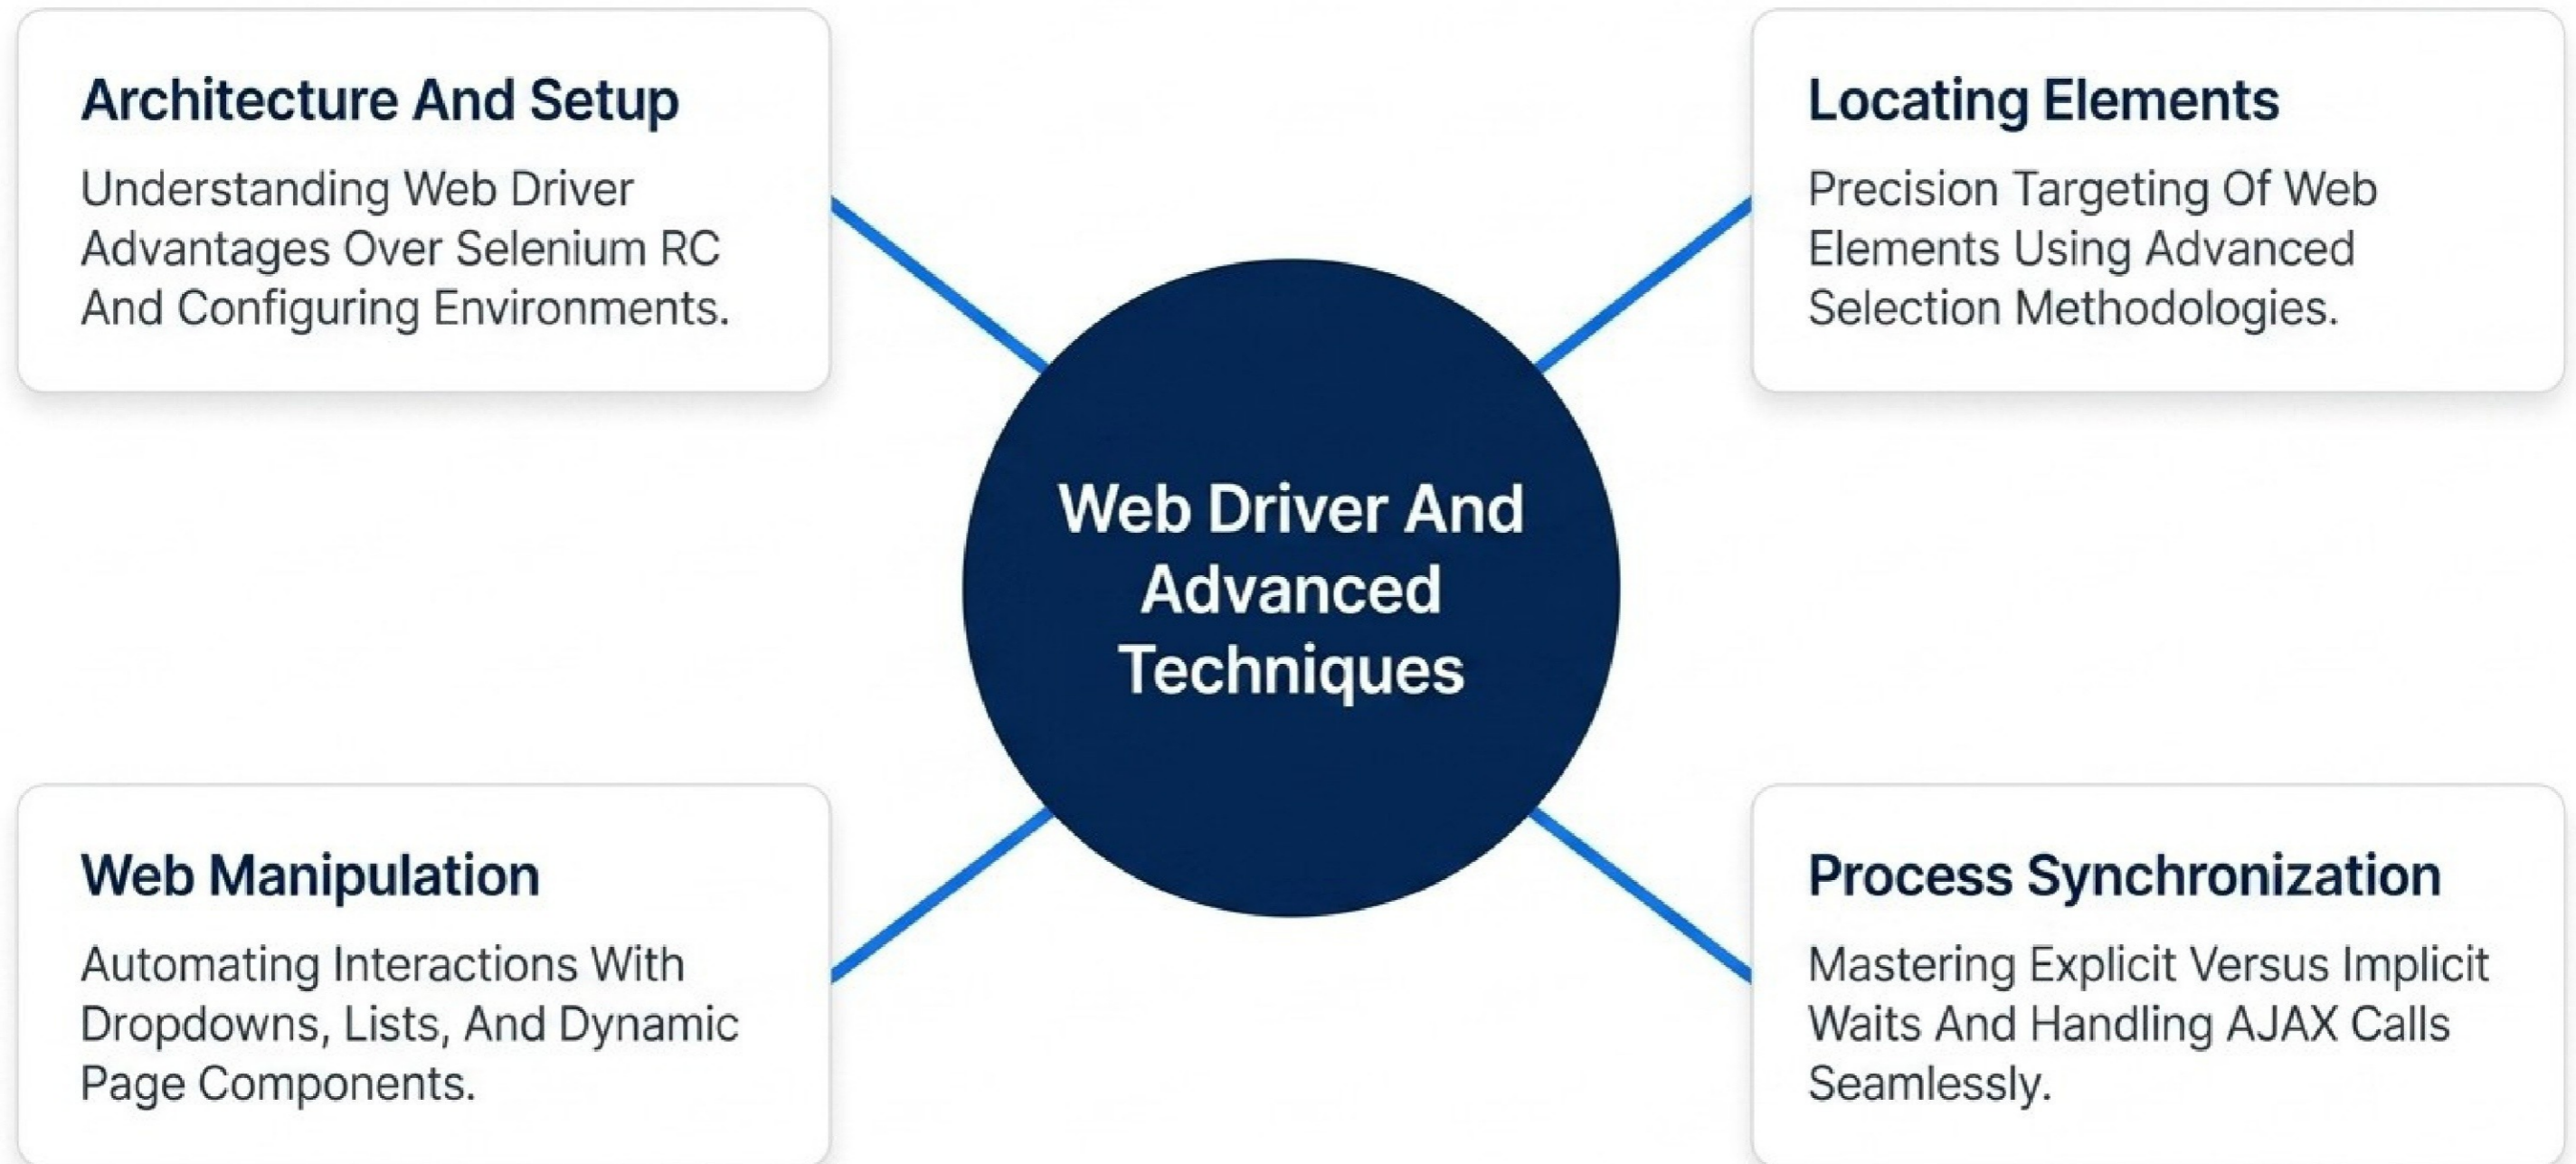 Architecture And Setup
Understanding Web Driver
Advantages Over Selenium RC
And Configuring Environments.
Locating Elements
Precision Targeting Of Web
Elements Using Advanced
Selection Methodologies.
Web Driver And
Advanced
Techniques
Web Manipulation
Automating Interactions With
Dropdowns, Lists, And Dynamic
Page Components.
Process Synchronization
Mastering Explicit Versus Implicit
Waits And Handling AJAX Calls
Seamlessly.